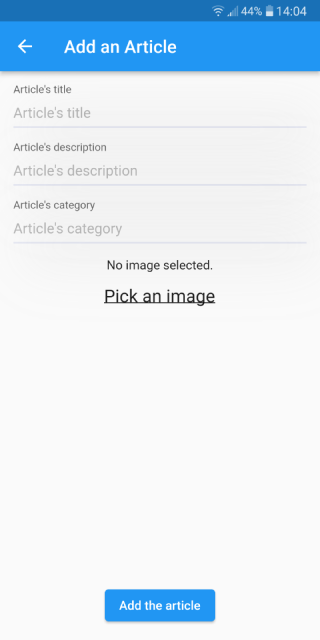 44% 14:04
Add an Article
Article's title
Article's title
Article's description
Article's description
Article's category
Article's category
No image selected.
Pick an image
Add the article